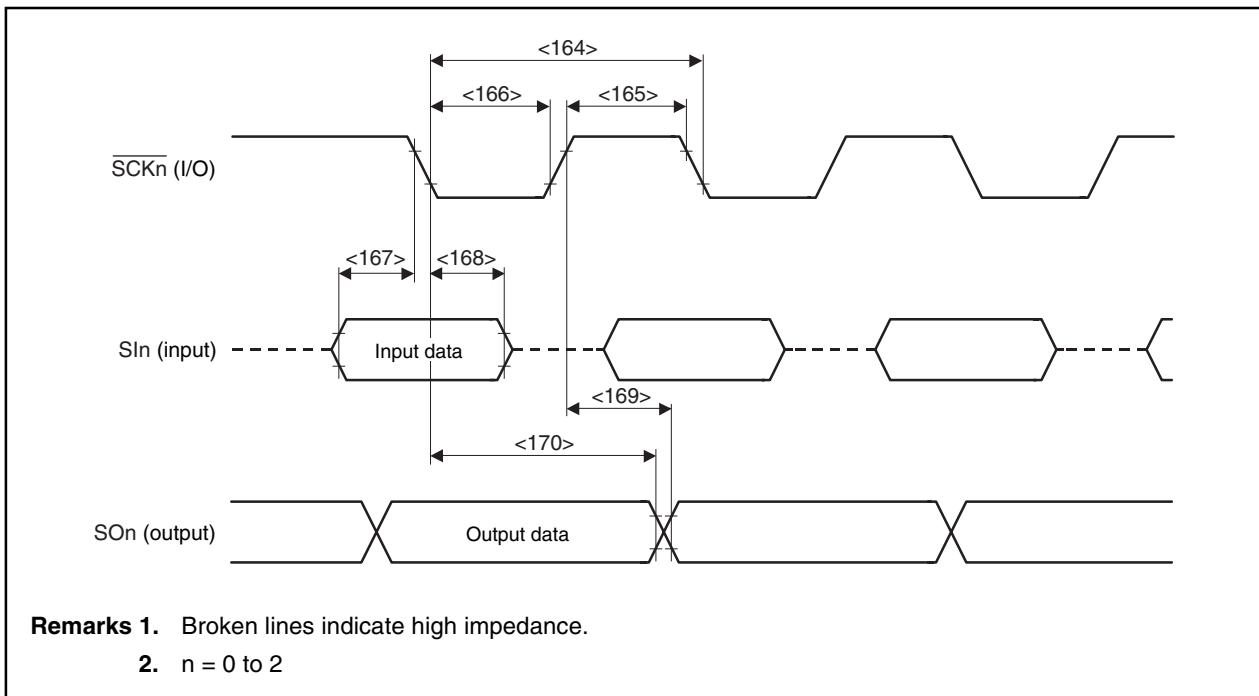 <164>
<166> <165>
S̅C̅K̅n̅ (I/O)
<167> <168>
SIn (input) Input data
<169>
<170>
SOn (output) Output data
Remarks 1. Broken lines indicate high impedance.
2. n = 0 to 2